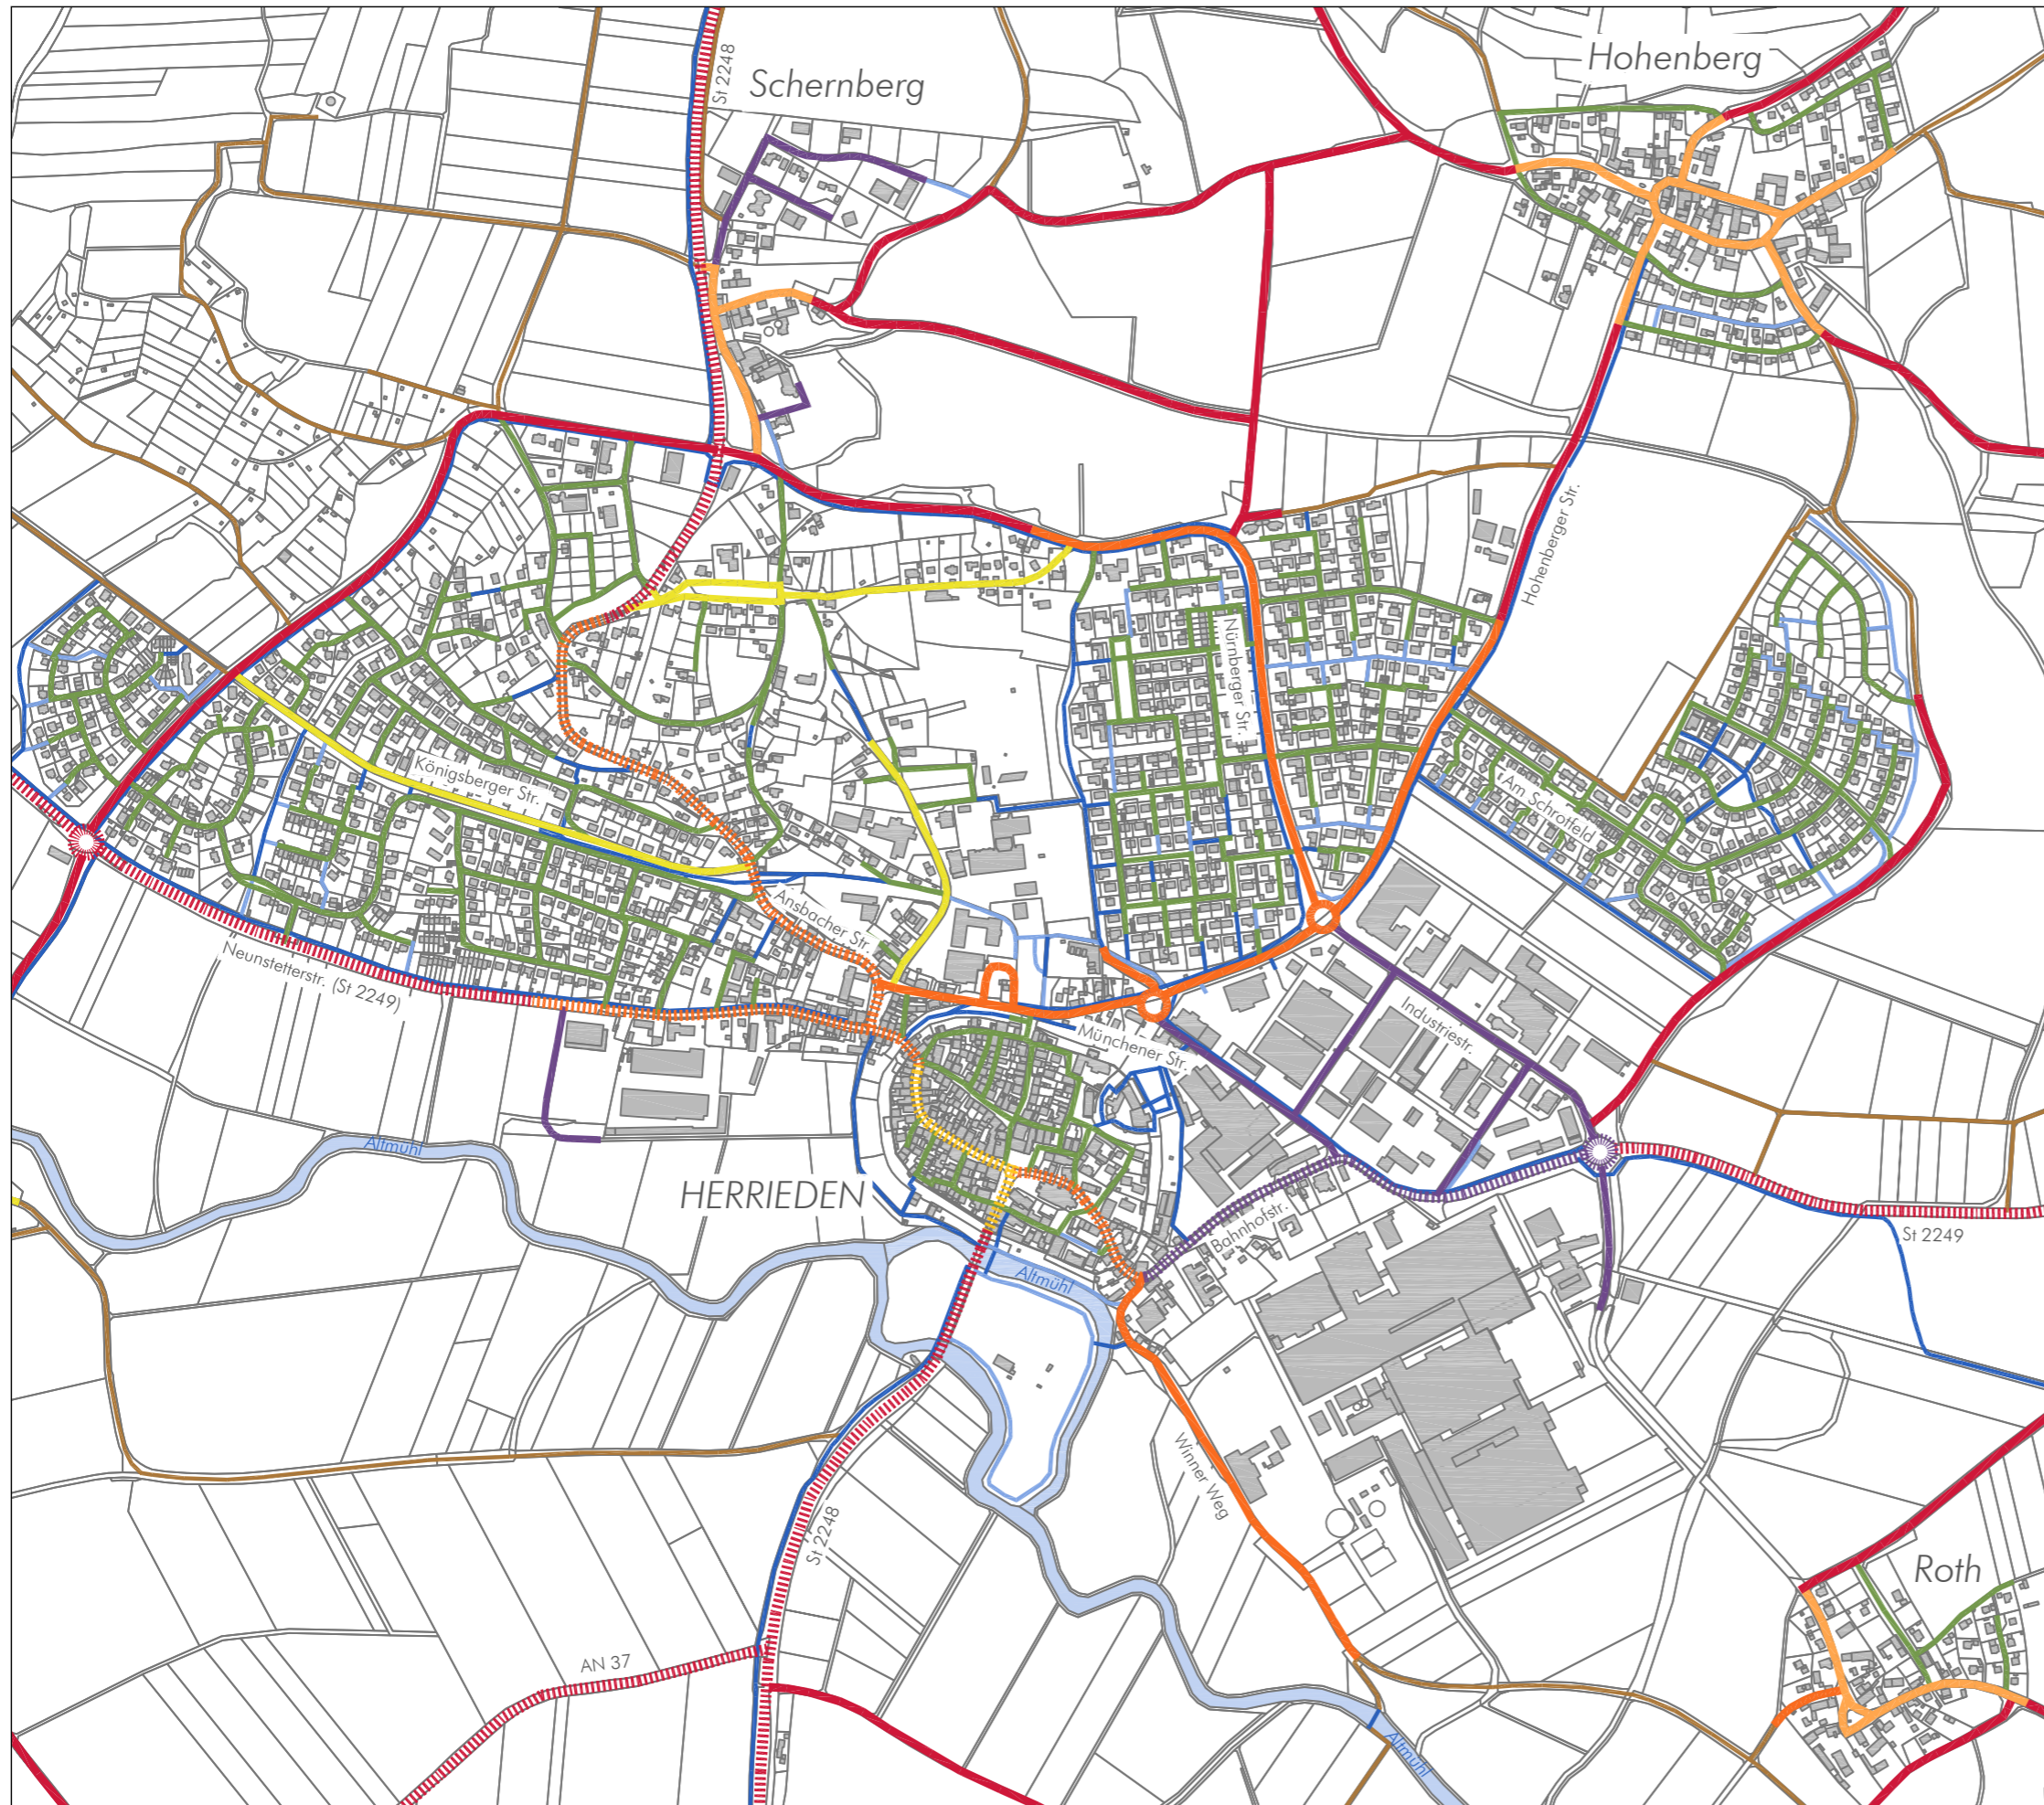 Hohenberg
St 2248
Schernberg
Hohenberger Str.
Nürnberger Str.
Königsberger Str.
Am Schrotfeld
Ansbacher Str.
Neunstetterstr. (St 2249)
Industriestr.
Münchener Str.
Altmühl
HERRIEDEN
Bahnhofstr.
St 2249
Altmühl
Winner Weg
St 2248
Roth
AN 37
Altmühl